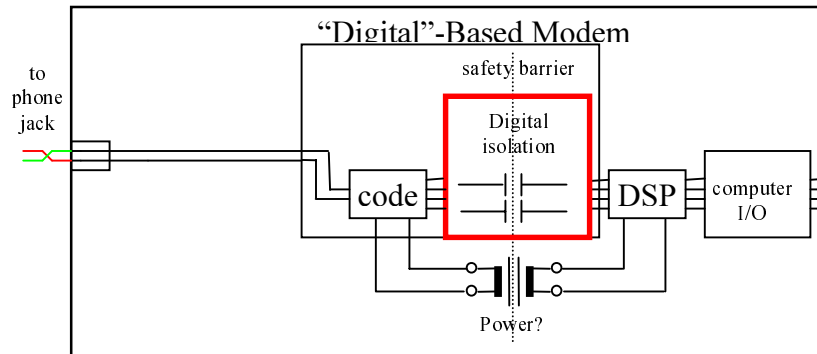 “Digital”-Based Modem
safety barrier
to
phone
jack
Digital
isolation
code
DSP
computer
I/O
Power?